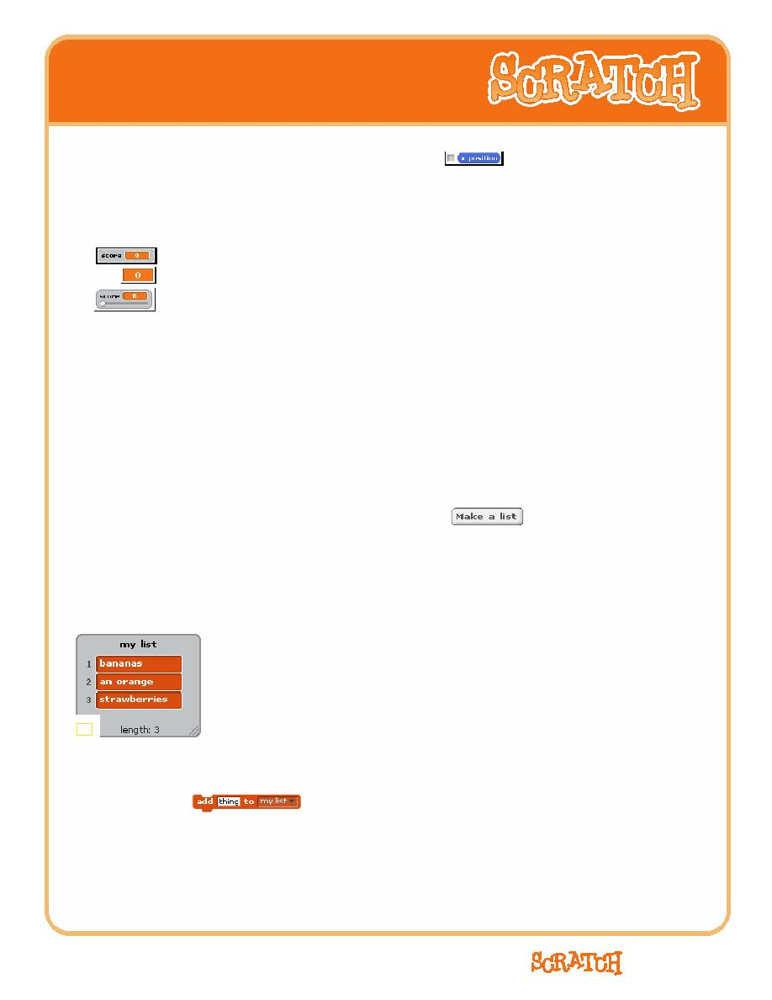 SCRATCH
x position
score 0
0
score 0
Make a list
my list
1 bananas
2 an orange
3 strawberries
length: 3
add thing to my list
SCRATCH